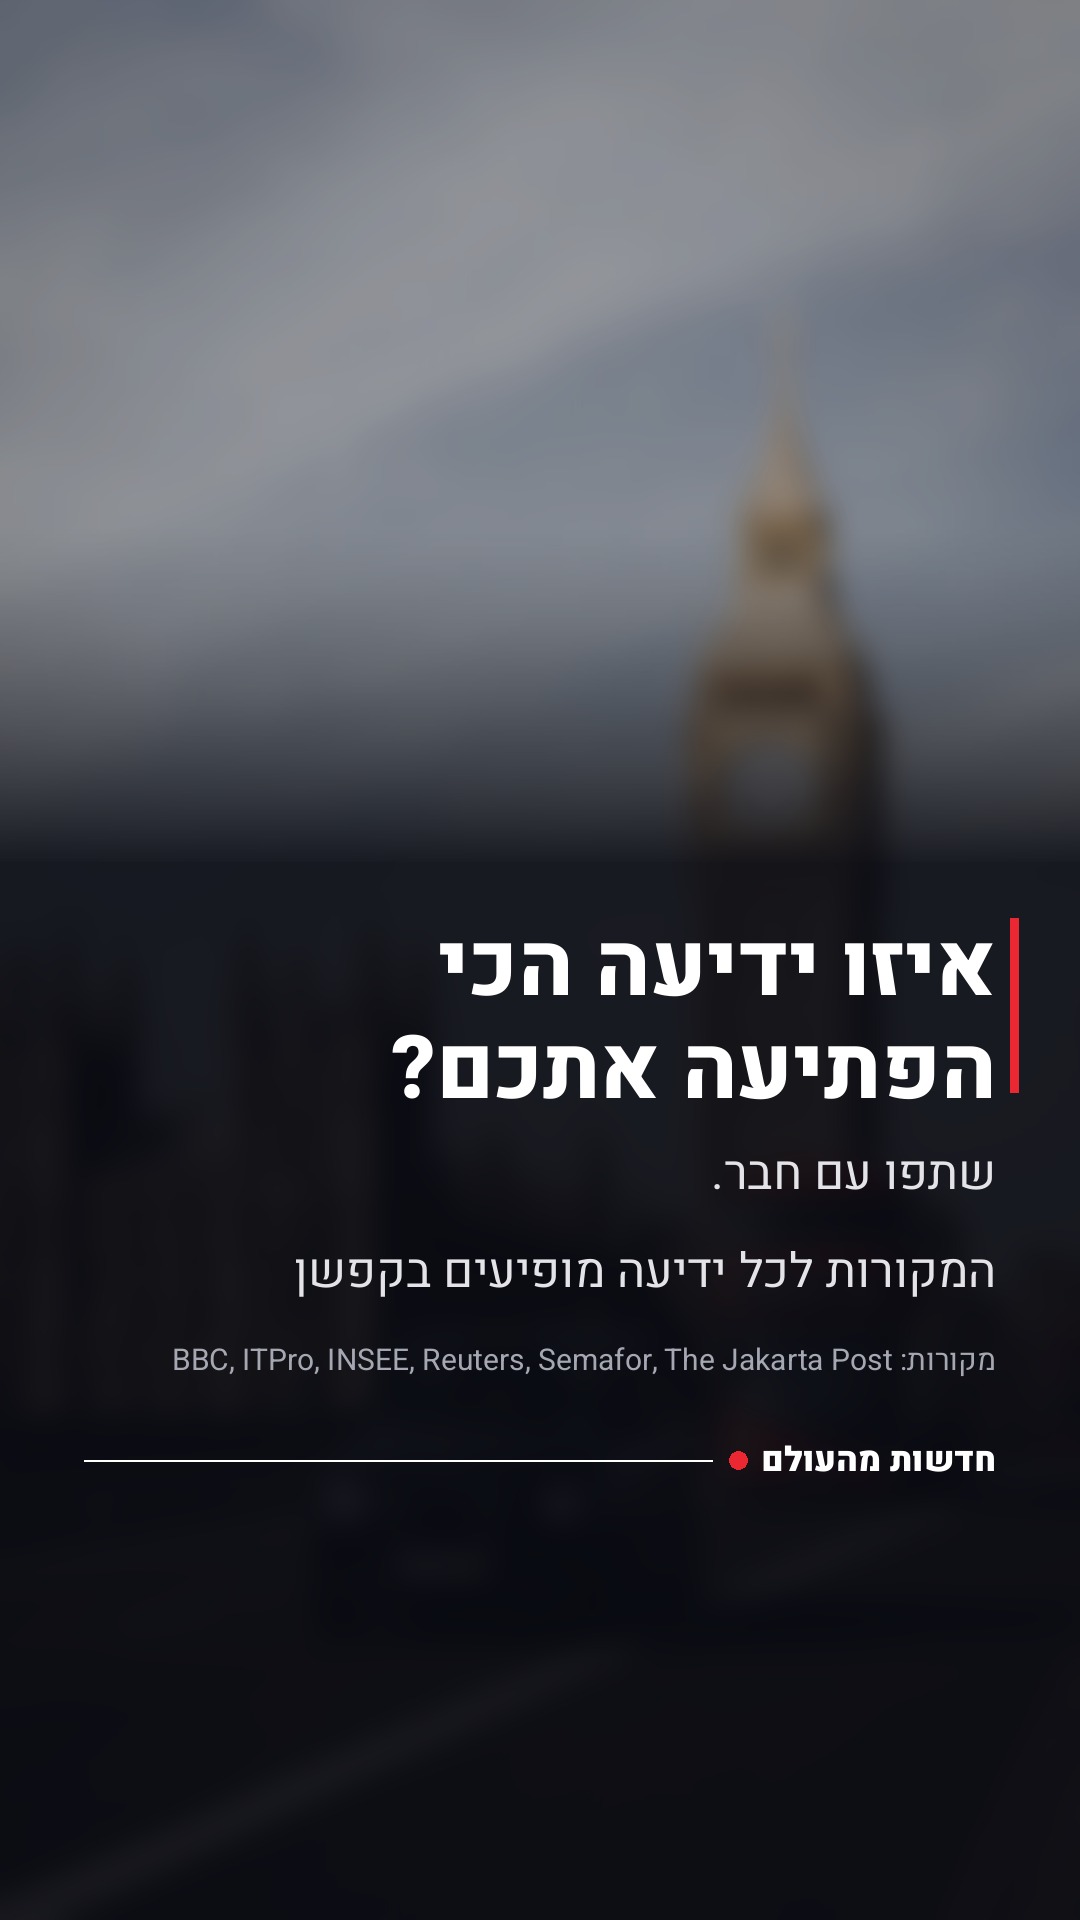 איזו ידיעה הכי
הפתיעה אתכם?
שתפו עם חבר.
המקורות לכל ידיעה מופיעים בקפשן
מקורות: BBC, ITPro, INSEE, Reuters, Semafor, The Jakarta Post
חדשות מהעולם